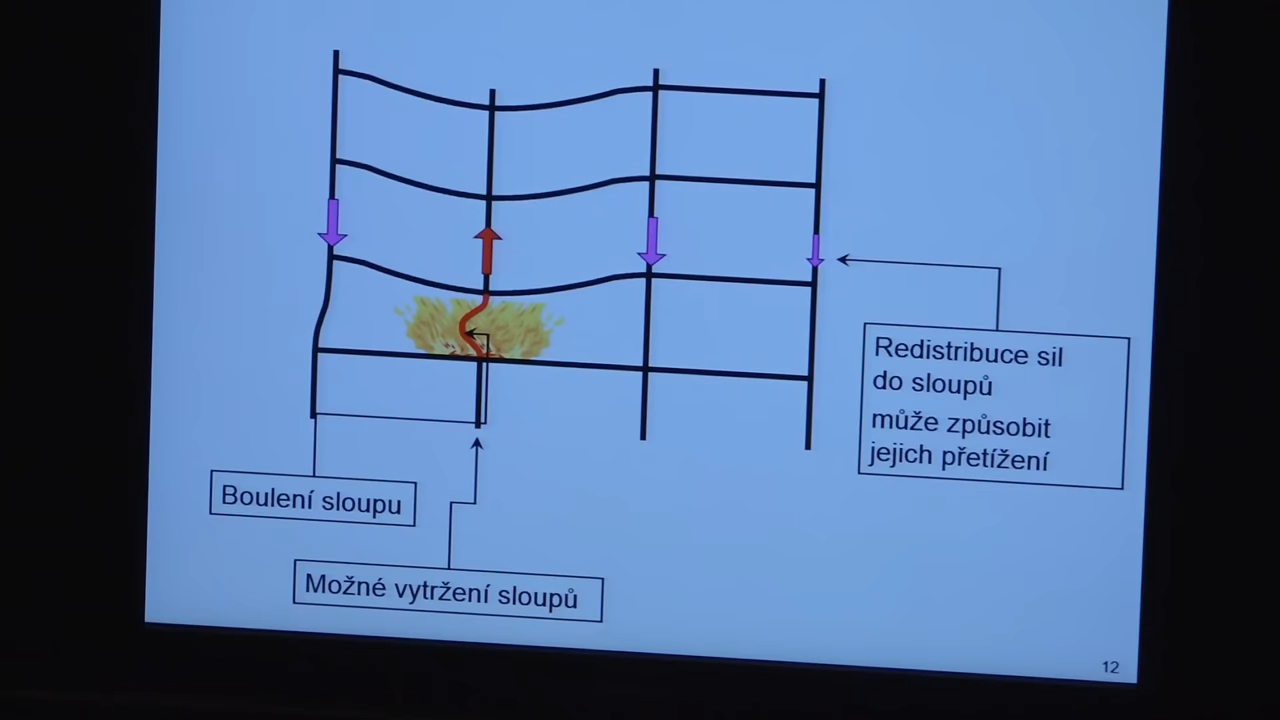 Redistribuce sil
do sloupů
může způsobit
jejich přetížení
Boulení sloupu
Možné vytržení sloupů
12